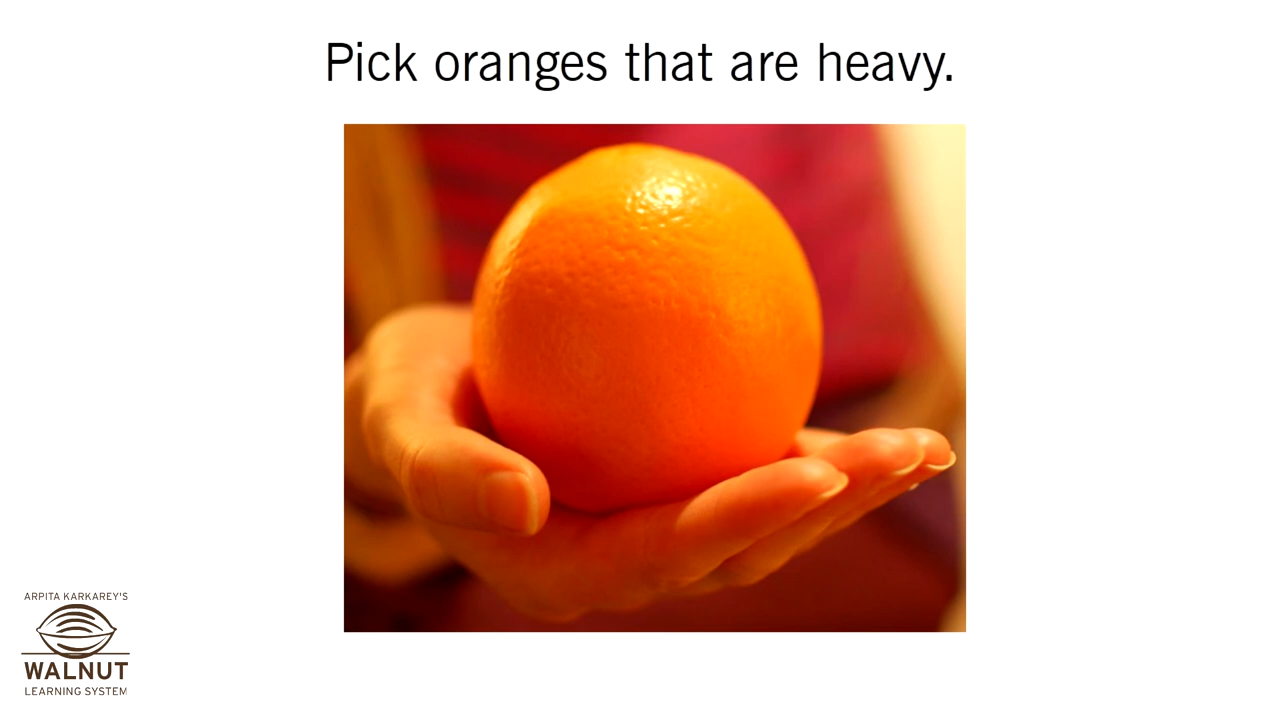 Pick oranges that are heavy.
ARPITA KARKAREY'S
WALNUT
LEARNING SYSTEM